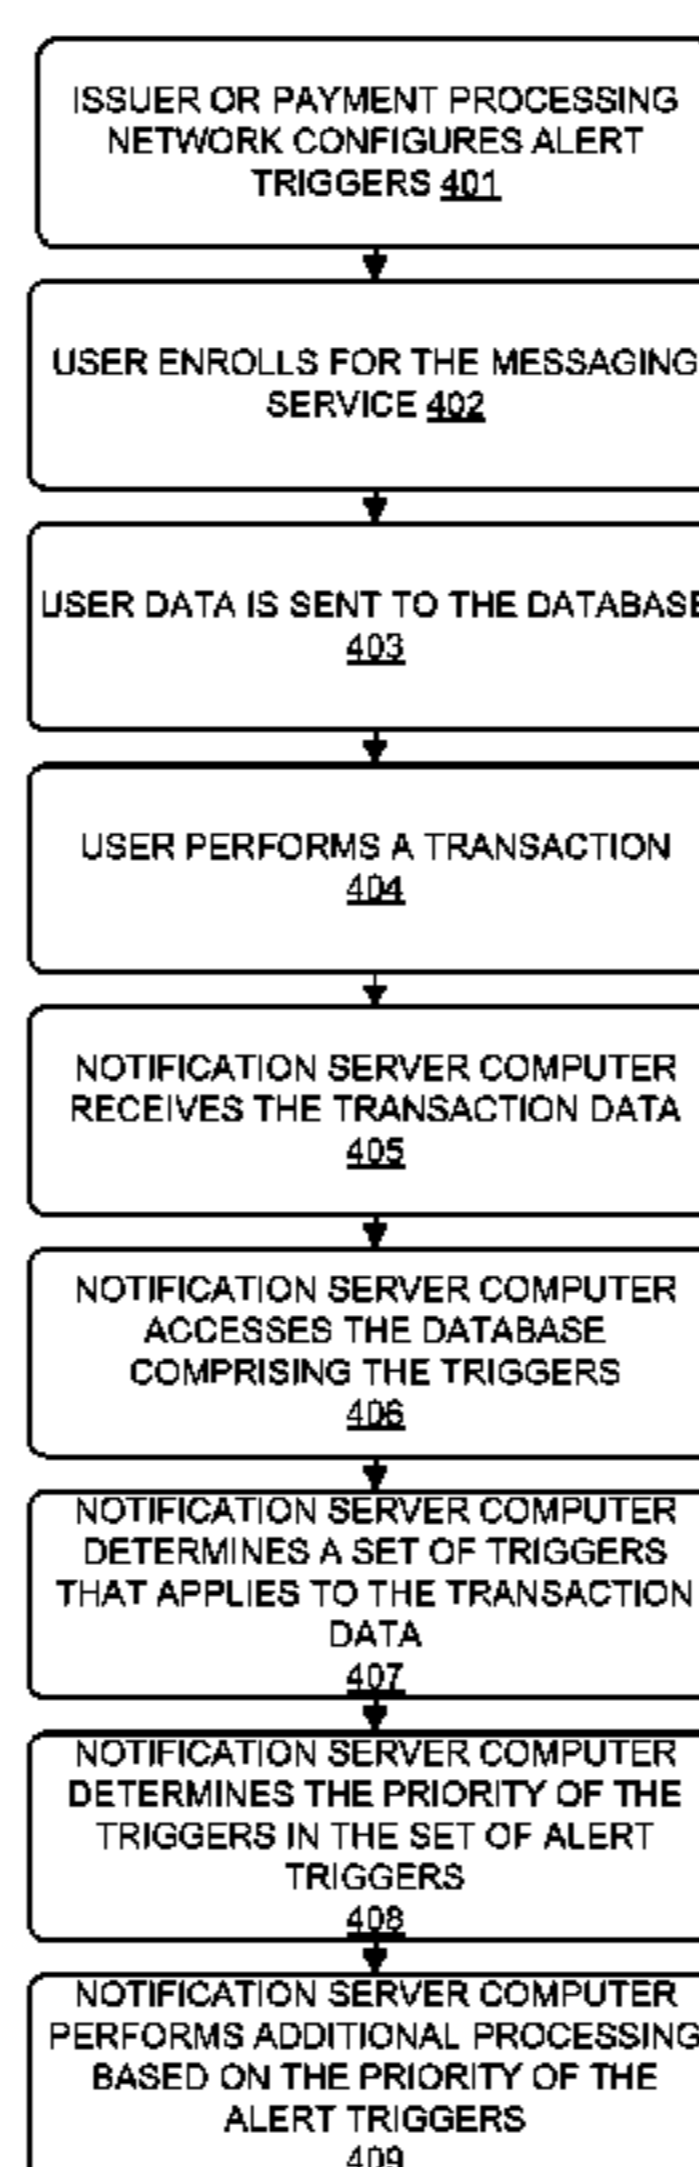 ISSUER OR PAYMENT PROCESSING
NETWORK CONFIGURES ALERT
TRIGGERS 401
USER ENROLLS FOR THE MESSAGING
SERVICE 402
USER DATA IS SENT TO THE DATABASE
403
USER PERFORMS A TRANSACTION
404
NOTIFICATION SERVER COMPUTER
RECEIVES THE TRANSACTION DATA
405
NOTIFICATION SERVER COMPUTER
ACCESSES THE DATABASE
COMPRISING THE TRIGGERS
406
NOTIFICATION SERVER COMPUTER
DETERMINES A SET OF TRIGGERS
THAT APPLIES TO THE TRANSACTION
DATA
407
NOTIFICATION SERVER COMPUTER
DETERMINES THE PRIORITY OF THE
TRIGGERS IN THE SET OF ALERT
TRIGGERS
408
NOTIFICATION SERVER COMPUTER
PERFORMS ADDITIONAL PROCESSING
BASED ON THE PRIORITY OF THE
ALERT TRIGGERS
409